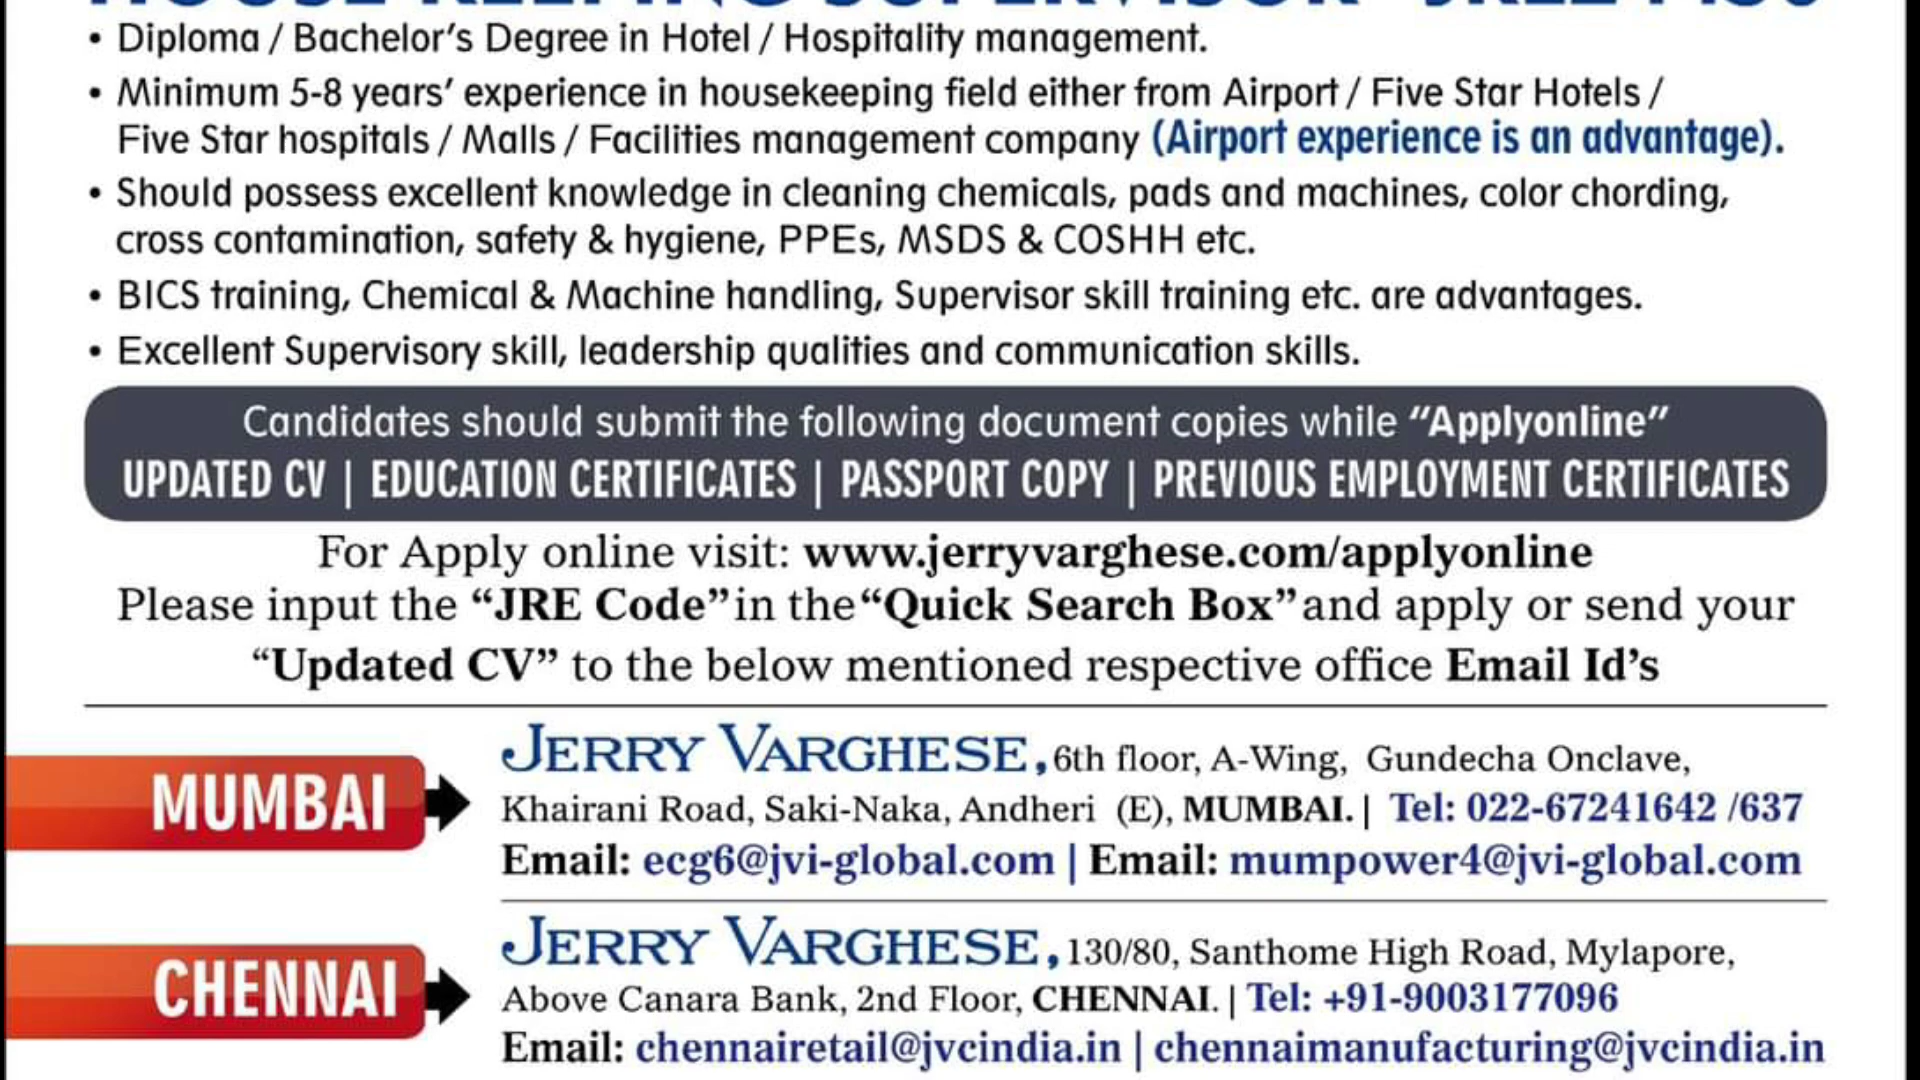 • Diploma / Bachelor's Degree in Hotel / Hospitality management.
• Minimum 5-8 years' experience in housekeeping field either from Airport / Five Star Hotels /
Five Star hospitals / Malls / Facilities management company (Airport experience is an advantage).
• Should possess excellent knowledge in cleaning chemicals, pads and machines, color chording,
cross contamination, safety & hygiene, PPEs, MSDS & COSHH etc.
• BICS training, Chemical & Machine handling, Supervisor skill training etc. are advantages.
• Excellent Supervisory skill, leadership qualities and communication skills.
Candidates should submit the following document copies while "Applyonline"
UPDATED CV | EDUCATION CERTIFICATES | PASSPORT COPY | PREVIOUS EMPLOYMENT CERTIFICATES
For Apply online visit: www.jerryvarghese.com/applyonline
Please input the “JRE Code”in the“Quick Search Box”and apply or send your
“Updated CV” to the below mentioned respective office Email Id’s
MUMBAI
JERRY VARGHESE, 6th floor, A-Wing, Gundecha Onclave,
Khairani Road, Saki-Naka, Andheri (E), MUMBAI. | Tel: 022-67241642 /637
Email: ecg6@jvi-global.com | Email: mumpower4@jvi-global.com
CHENNAI
JERRY VARGHESE, 130/80, Santhome High Road, Mylapore,
Above Canara Bank, 2nd Floor, CHENNAI. | Tel: +91-9003177096
Email: chennairetail@jvcindia.in | chennaimanufacturing@jvcindia.in